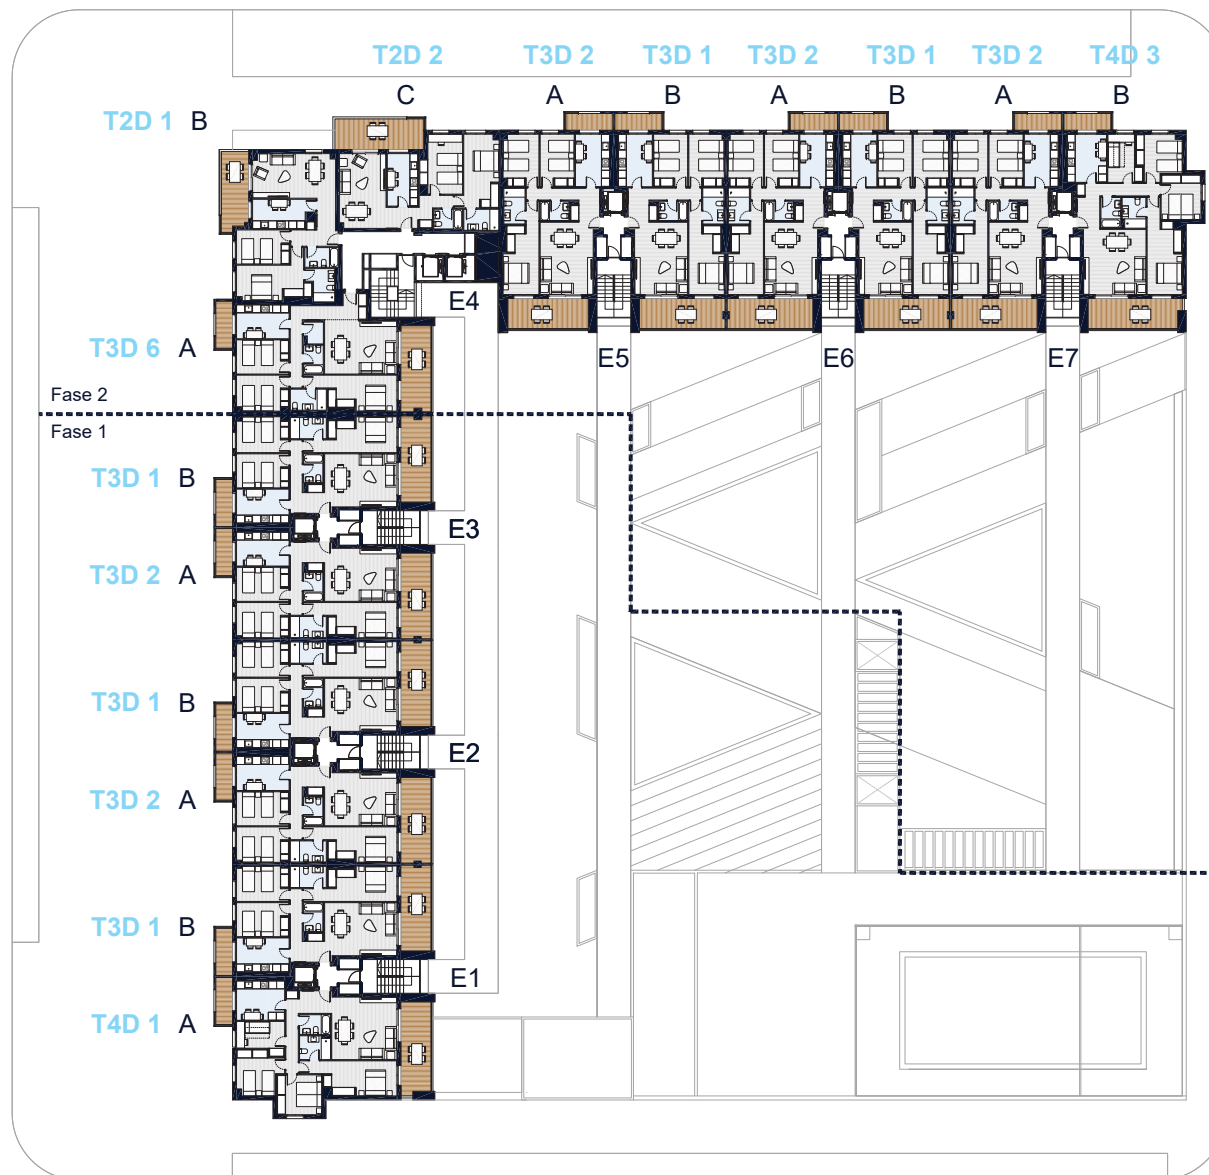 T2D 2
T3D 2
T3D 1
T3D 2
T3D 1
T3D 2
T4D 3
C
A
B
A
B
A
B
T2D 1 B
E4
T3D 6 A
E5
E6
E7
Fase 2
Fase 1
T3D 1 B
E3
T3D 2 A
T3D 1 B
E2
T3D 2 A
T3D 1 B
E1
T4D 1 A